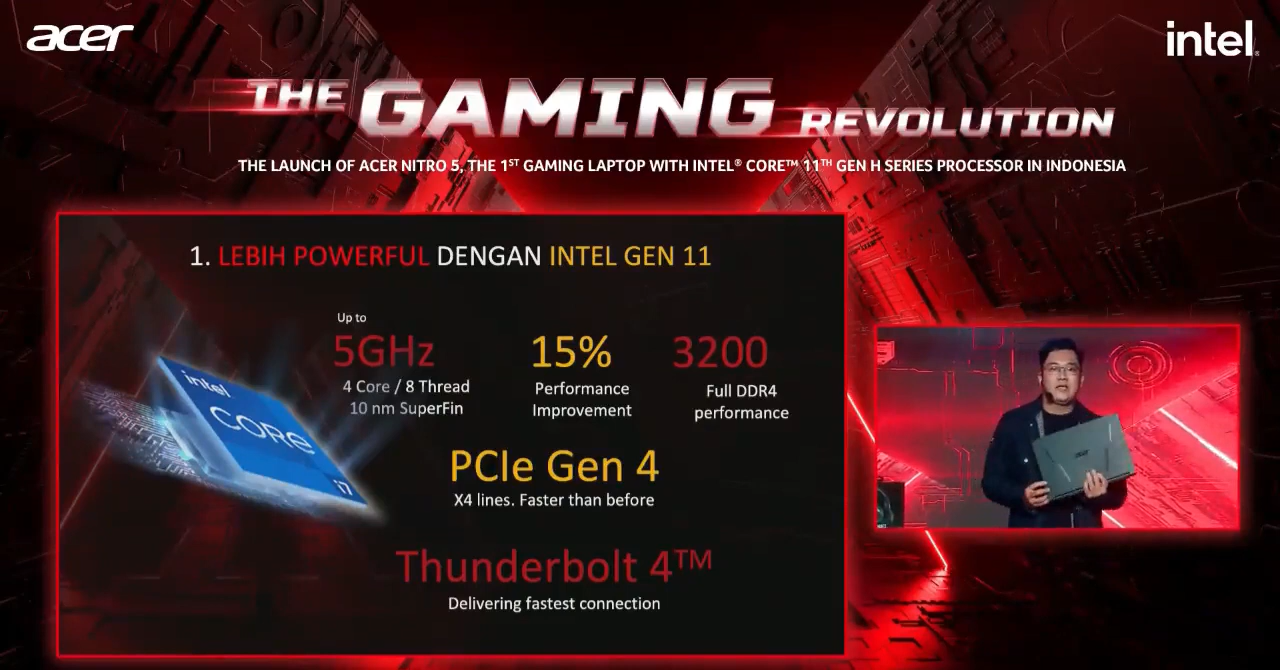 acer
intel.
THE GAMING REVOLUTION
THE LAUNCH OF ACER NITRO 5, THE 1ST GAMING LAPTOP WITH INTEL® CORE™ 11TH GEN H SERIES PROCESSOR IN INDONESIA
1. LEBIH POWERFUL DENGAN INTEL GEN 11
Up to
5GHz
4 Core / 8 Thread
10 nm SuperFin
15%
Performance
Improvement
3200
Full DDR4
performance
intel
CORE
i7
PCIe Gen 4
X4 lines. Faster than before
Thunderbolt 4™
Delivering fastest connection
acer